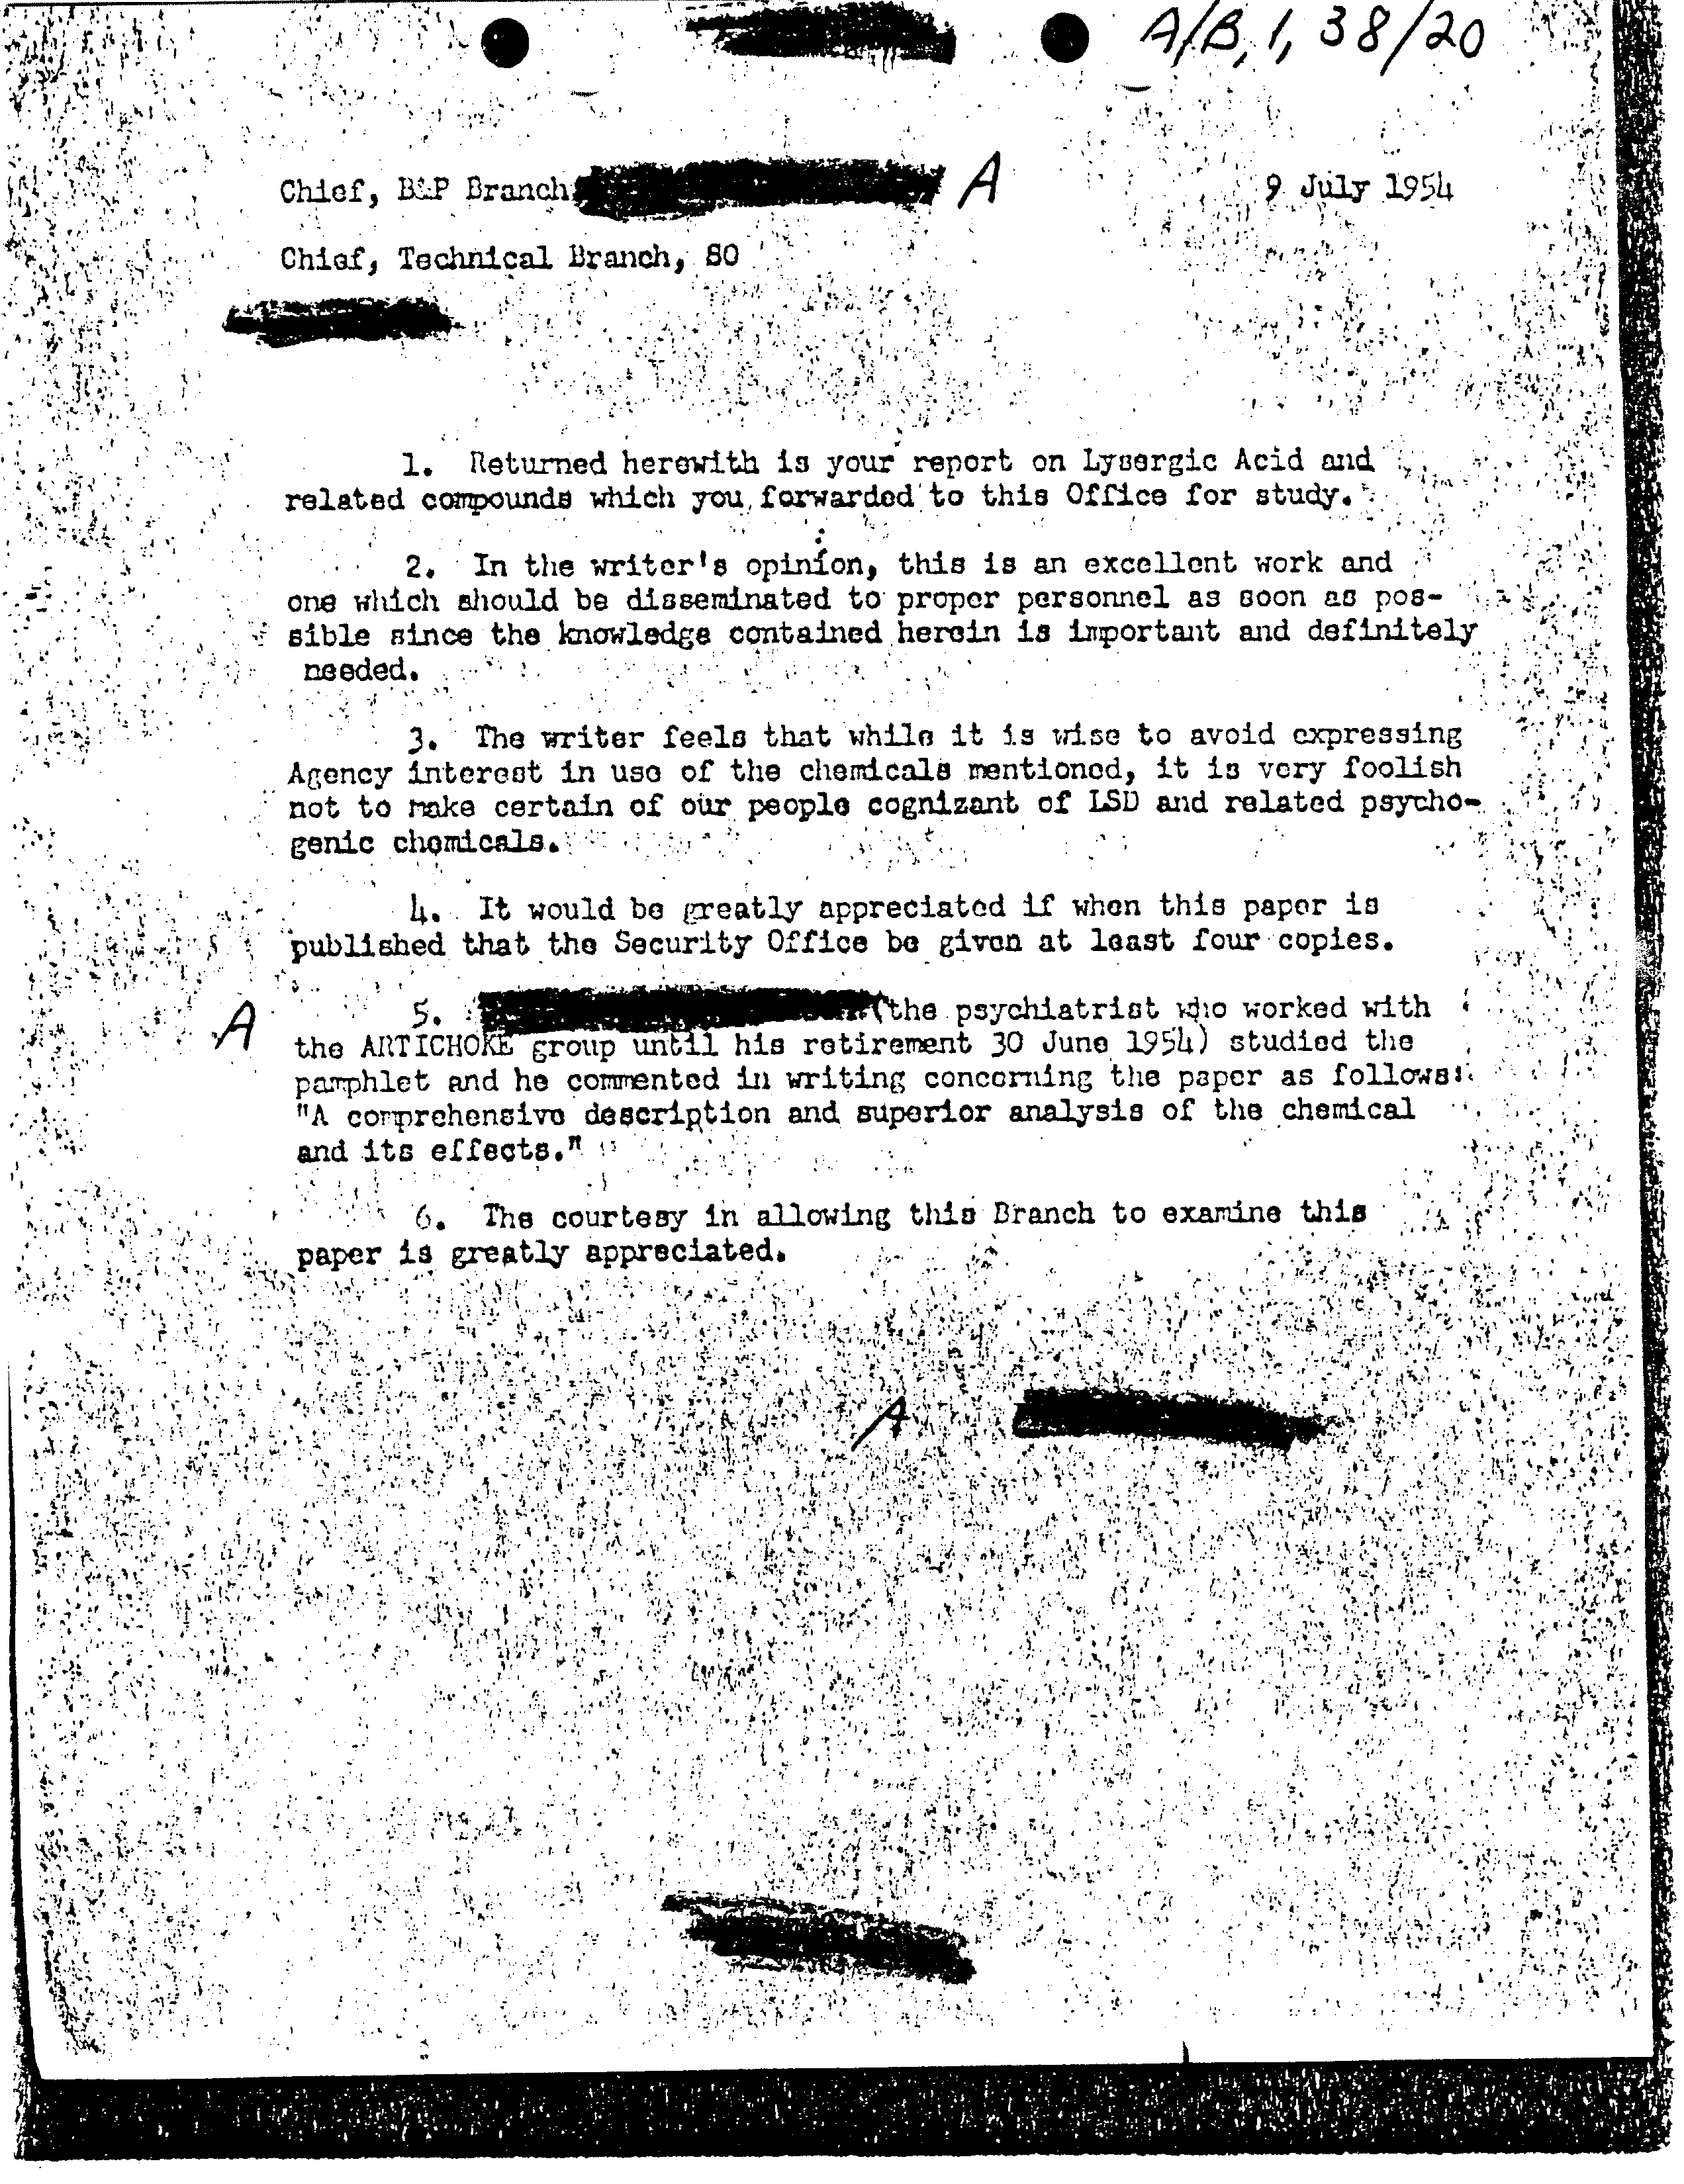 A/B, 1, 38/20
Chief, B&P Branch, A 9 July 1954
Chief, Technical Branch, SO
1. Returned herewith is your report on Lysergic Acid and
related compounds which you forwarded to this Office for study.
2. In the writer's opinion, this is an excellent work and
one which should be disseminated to proper personnel as soon as pos-
sible since the knowledge contained herein is important and definitely
needed.
3. The writer feels that while it is wise to avoid expressing
Agency interest in use of the chemicals mentioned, it is very foolish
not to make certain of our people cognizant of LSD and related psycho-
genic chemicals.
4. It would be greatly appreciated if when this paper is
published that the Security Office be given at least four copies.
A 5. (the psychiatrist who worked with
the ARTICHOKE group until his retirement 30 June 1954) studied the
pamphlet and he commented in writing concerning the paper as follows:
"A comprehensive description and superior analysis of the chemical
and its effects."
6. The courtesy in allowing this Branch to examine this
paper is greatly appreciated.
A